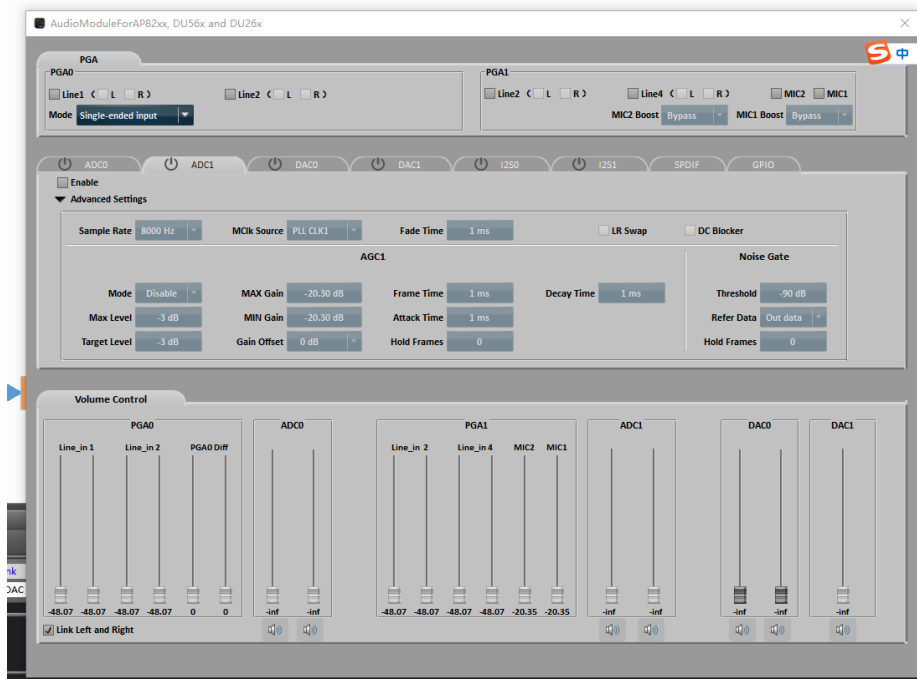 AudioModuleForAP82xx, DU56x and DU26x
中
PGA
PGA0
Line1 ( L R )
Line2 ( L R )
Mode Single-ended input
PGA1
Line2 ( L R )
Line4 ( L R )
MIC2
MIC1
MIC2 Boost Bypass
MIC1 Boost Bypass
ADC0
ADC1
DAC0
DAC1
I2S0
I2S1
SPDIF
GPIO
Enable
Advanced Settings
Sample Rate 8000 Hz
MClk Source PLL CLK1
Fade Time 1 ms
LR Swap
DC Blocker
AGC1
Noise Gate
Mode Disable
MAX Gain -20.30 dB
Frame Time 1 ms
Decay Time 1 ms
Threshold -90 dB
Max Level -3 dB
MIN Gain -20.30 dB
Attack Time 1 ms
Refer Data Out data
Target Level -3 dB
Gain Offset 0 dB
Hold Frames 0
Hold Frames 0
Volume Control
PGA0
ADC0
PGA1
ADC1
DAC0
DAC1
Line_in 1
Line_in 2
PGA0 Diff
Line_in 2
Line_in 4
MIC2
MIC1
-48.07 -48.07 -48.07 -48.07 0 0
-inf -inf
-48.07 -48.07 -48.07 -48.07 -20.35 -20.35
-inf -inf
-inf -inf
-inf
Link Left and Right
DAC